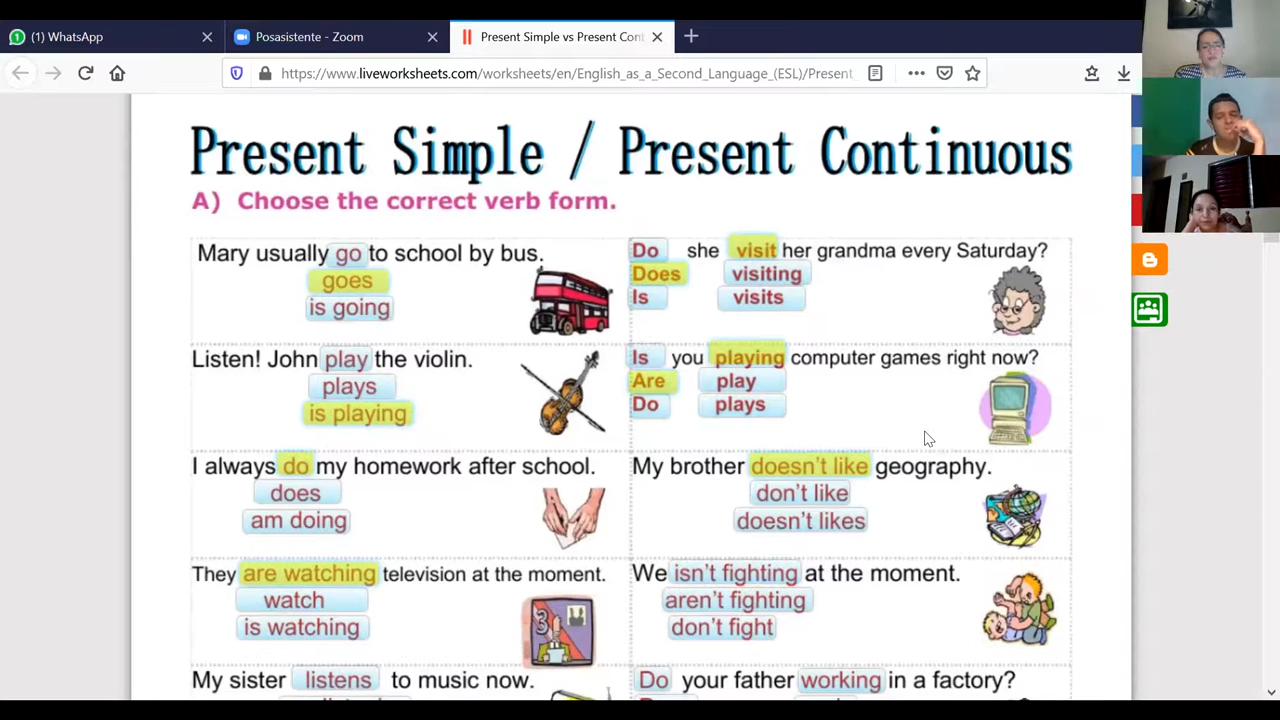 (1) WhatsApp
Posasistente - Zoom
Present Simple vs Present Cont
https://www.liveworksheets.com/worksheets/en/English_as_a_Second_Language_(ESL)/Present_
Present Simple / Present Continuous
A) Choose the correct verb form.
Mary usually go to school by bus.
goes
is going
Do she visit her grandma every Saturday?
Does visiting
Is visits
Listen! John play the violin.
plays
is playing
Is you playing computer games right now?
Are play
Do plays
I always do my homework after school.
does
am doing
My brother doesn't like geography.
don't like
doesn't likes
They are watching television at the moment.
watch
is watching
3
We isn't fighting at the moment.
aren't fighting
don't fight
My sister listens to music now.
Do your father working in a factory?